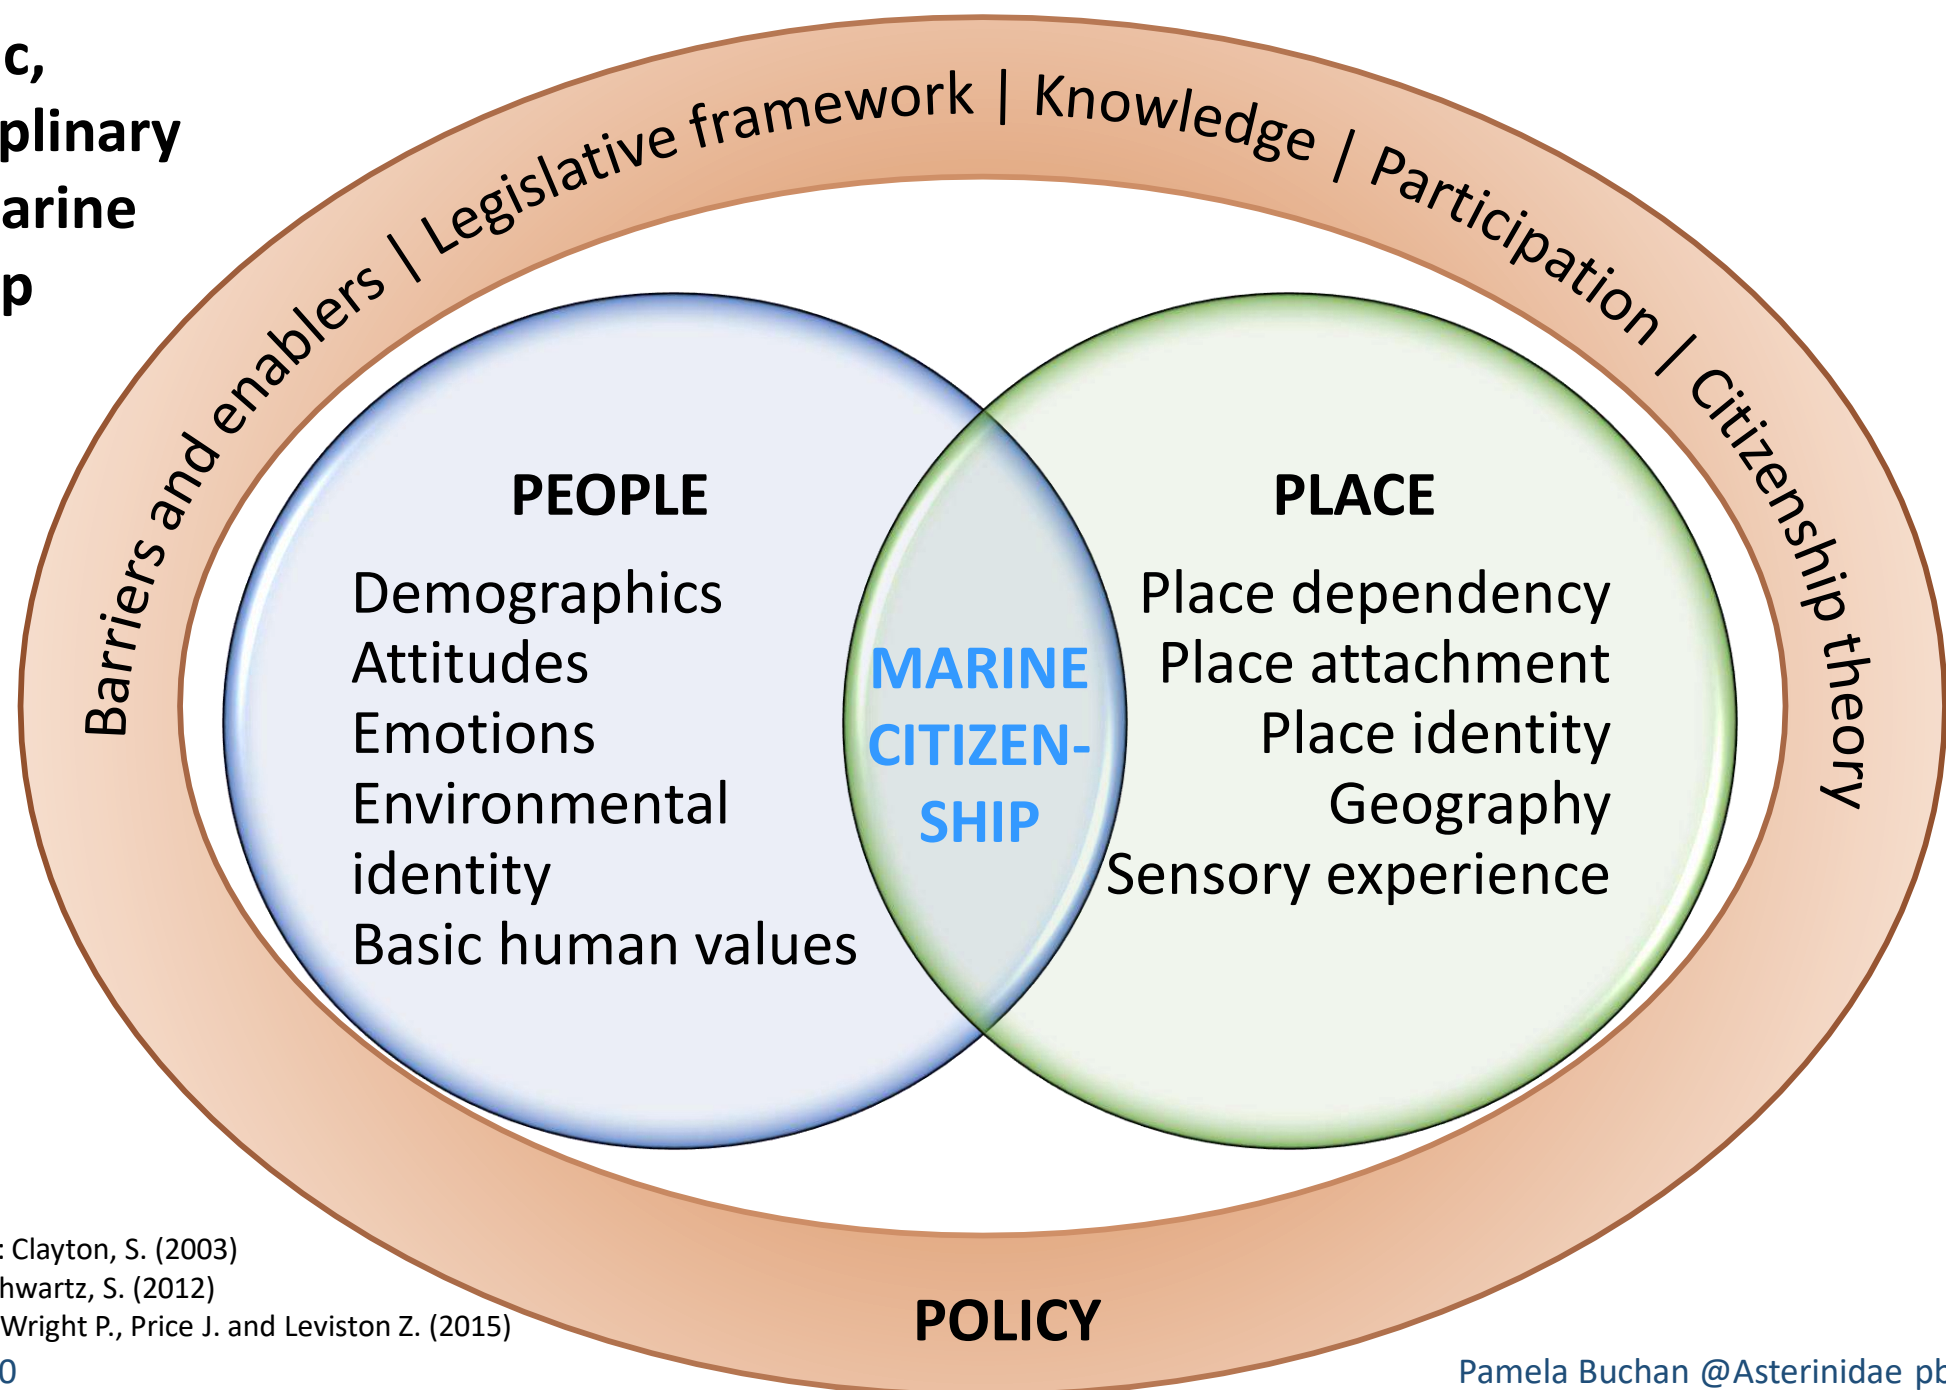 c,
plinary
arine
p
Barriers and enablers | Legislative framework | Knowledge | Participation | Citizenship theory
PEOPLE
Demographics
Attitudes
Emotions
Environmental
identity
Basic human values
MARINE
CITIZEN-
SHIP
PLACE
Place dependency
Place attachment
Place identity
Geography
Sensory experience
POLICY
: Clayton, S. (2003)
hwartz, S. (2012)
Wright P., Price J. and Leviston Z. (2015)
0
Pamela Buchan @Asterinidae pb